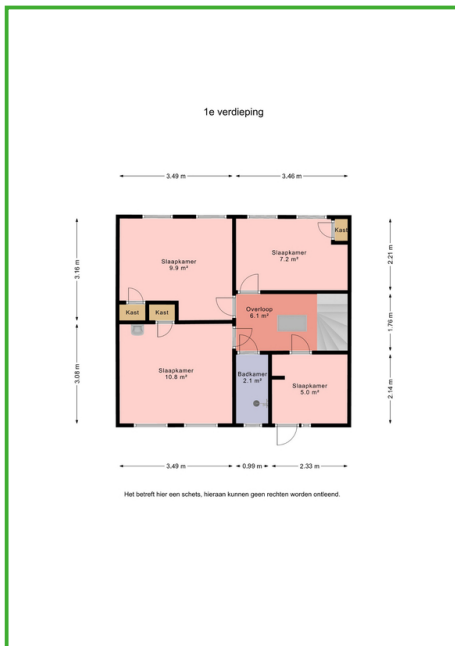 1e verdieping
3.49 m
3.46 m
3.16 m
3.08 m
2.21 m
1.76 m
2.14 m
Slaapkamer
9.9 m²
Slaapkamer
7.2 m²
Kast
Kast
Kast
Overloop
6.1 m²
Slaapkamer
10.8 m²
Badkamer
2.1 m²
Slaapkamer
5.0 m²
3.49 m
0.99 m
2.33 m
Het betreft hier een schets, hieraan kunnen geen rechten worden ontleend.